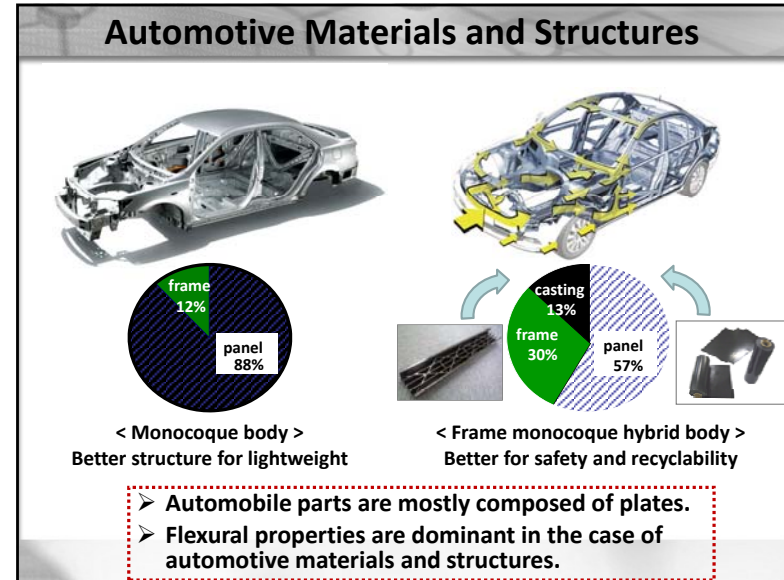 Automotive Materials and Structures
frame
12%
panel
88%
casting
13%
frame
30%
panel
57%
< Monocoque body >
Better structure for lightweight
< Frame monocoque hybrid body >
Better for safety and recyclability
➢ Automobile parts are mostly composed of plates.
➢ Flexural properties are dominant in the case of
automotive materials and structures.